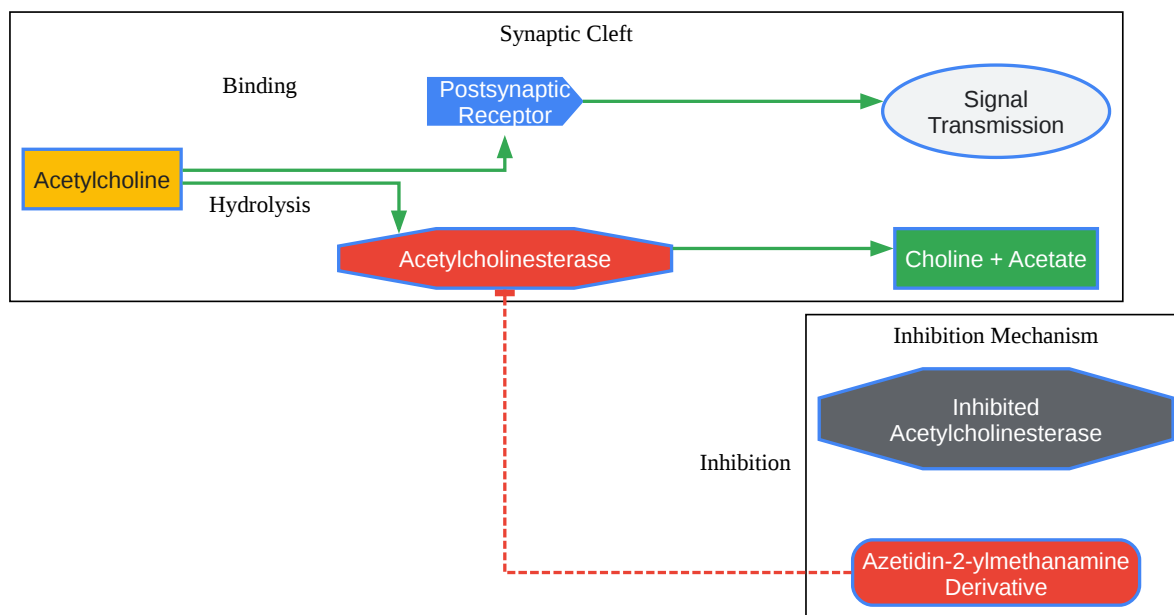 Synaptic Cleft
Binding
Postsynaptic
Receptor
Signal
Transmission
Acetylcholine
Hydrolysis
Acetylcholinesterase
Choline + Acetate
Inhibition Mechanism
Inhibited
Acetylcholinesterase
Inhibition
Azetidin-2-ylmethanamine
Derivative